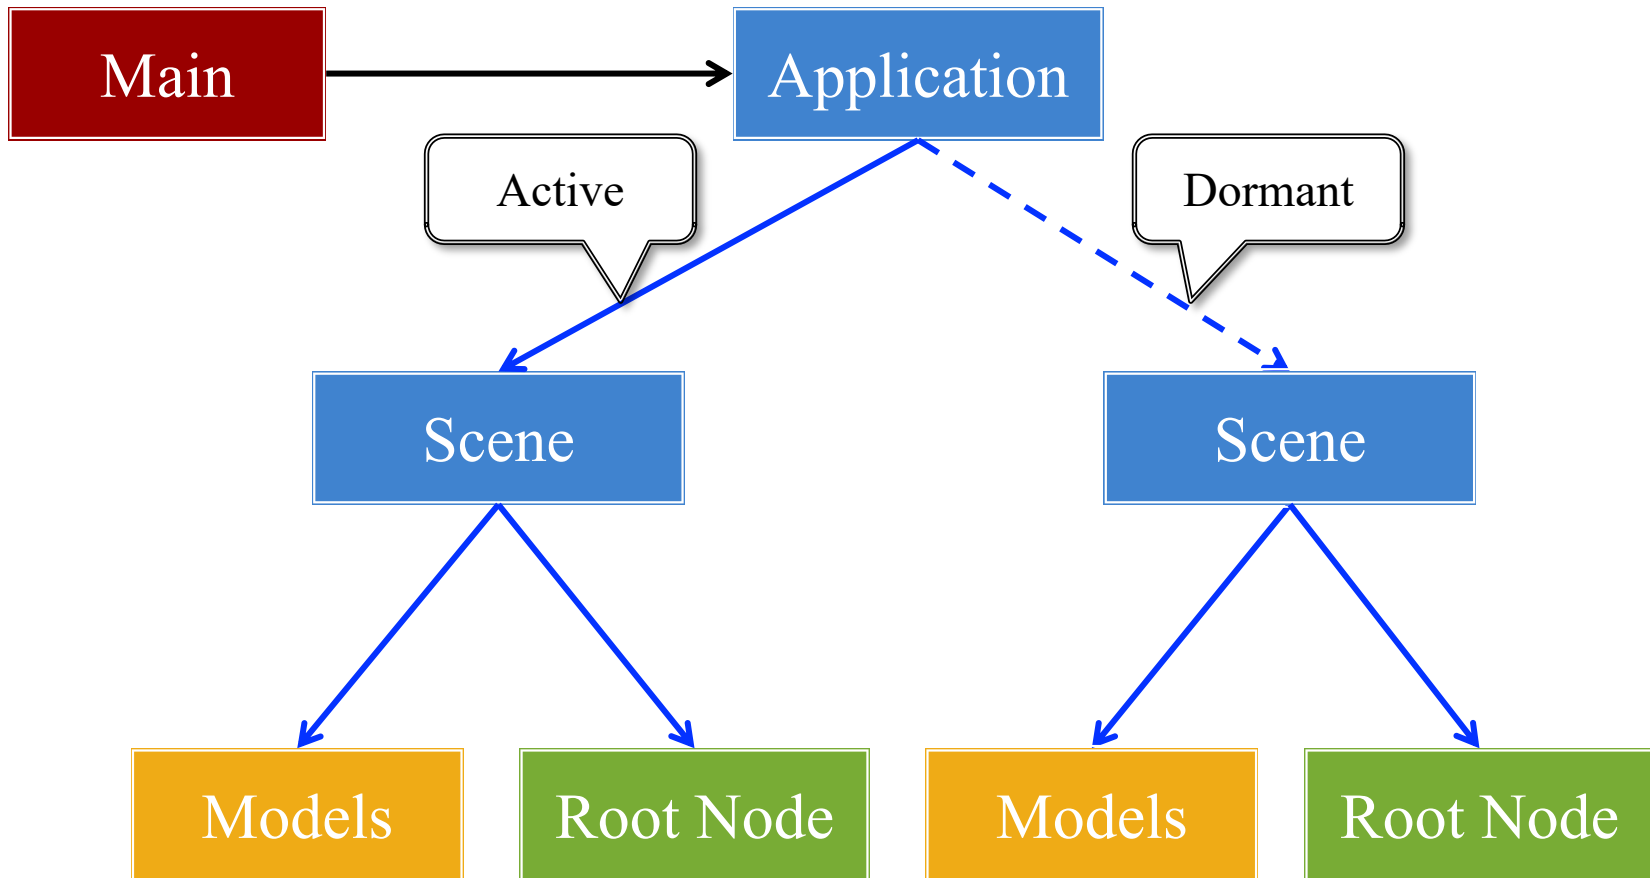 Main
Application
Active
Dormant
Scene
Scene
Models
Root Node
Models
Root Node